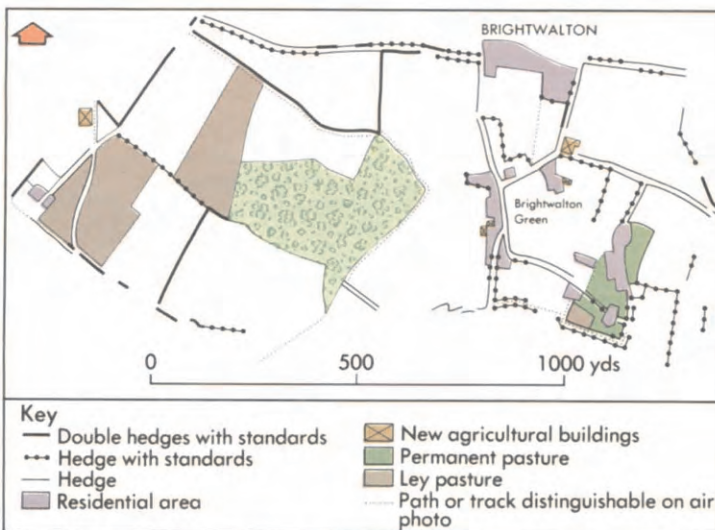 BRIGHTWALTON
Brightwalton
Green
0 500 1000 yds
Key
Double hedges with standards
Hedge with standards
Hedge
Residential area
New agricultural buildings
Permanent pasture
Ley pasture
Path or track distinguishable on air
photo